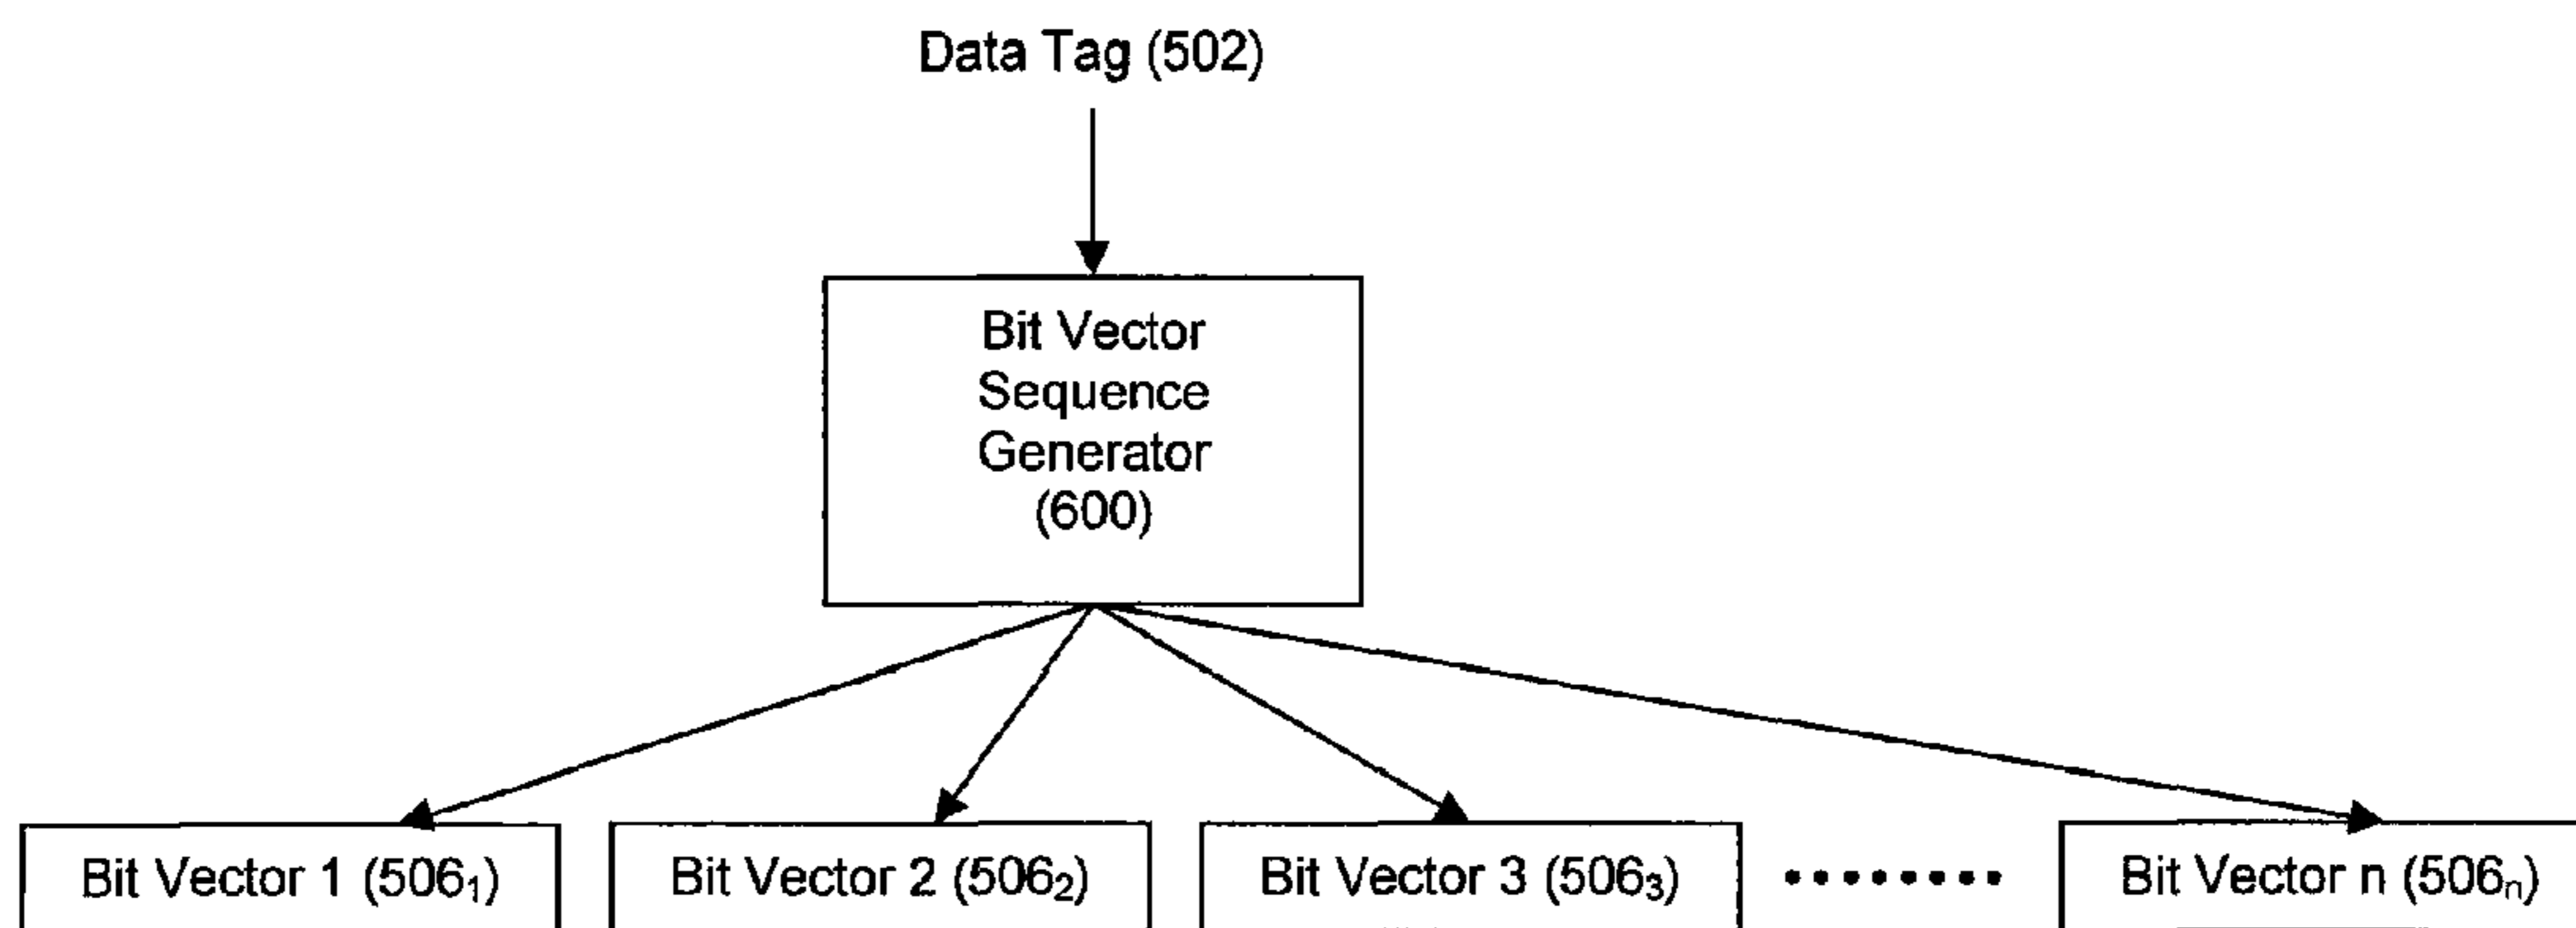 Data Tag (502)
Bit Vector
Sequence
Generator
(600)
Bit Vector 1 (506₁)
Bit Vector 2 (506₂)
Bit Vector 3 (506₃)
Bit Vector n (506ₙ)